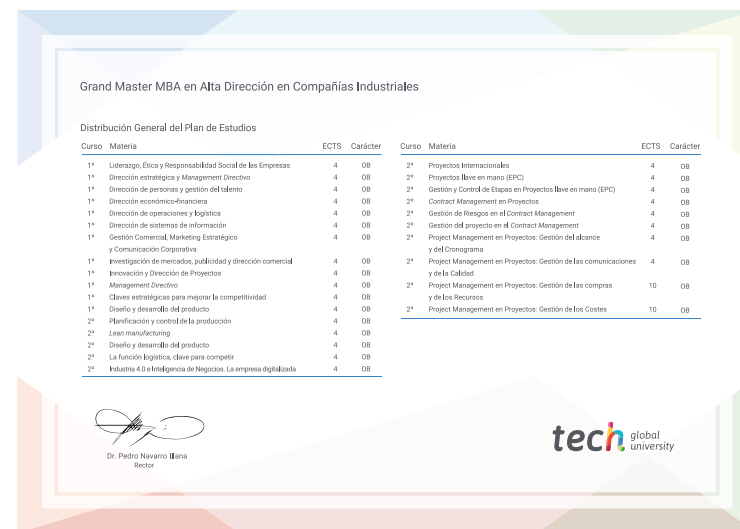 Grand Master MBA en Alta Dirección en Compañías Industriales
Distribución General del Plan de Estudios
Curso Materia ECTS Carácter
1º Liderazgo, Ética y Responsabilidad Social de las Empresas 4 OB
1º Dirección estratégica y Management Directivo 4 OB
1º Dirección de personas y gestión del talento 4 OB
1º Dirección económico-financiera 4 OB
1º Dirección de operaciones y logística 4 OB
1º Dirección de sistemas de información 4 OB
1º Gestión Comercial, Marketing Estratégico 4 OB
y Comunicación Corporativa
1º Investigación de mercados, publicidad y dirección comercial 4 OB
1º Innovación y Dirección de Proyectos 4 OB
1º Management Directivo 4 OB
1º Claves estratégicas para mejorar la competitividad 4 OB
1º Diseño y desarrollo del producto 4 OB
2º Planificación y control de la producción 4 OB
2º Lean manufacturing 4 OB
2º Diseño y desarrollo del producto 4 OB
2º La función logística, clave para competir 4 OB
2º Industria 4.0 e Inteligencia de Negocios. La empresa digitalizada 4 OB
Curso Materia ECTS Carácter
2º Proyectos Internacionales 4 OB
2º Proyectos llave en mano (EPC) 4 OB
2º Gestión y Control de Etapas en Proyectos llave en mano (EPC) 4 OB
2º Contract Management en Proyectos 4 OB
2º Gestión de Riesgos en el Contract Management 4 OB
2º Gestión del proyecto en el Contract Management 4 OB
2º Project Management en Proyectos: Gestión del alcance 4 OB
y del Cronograma
2º Project Management en Proyectos: Gestión de las comunicaciones 4 OB
y de la Calidad
2º Project Management en Proyectos: Gestión de las compras 10 OB
y de los Recursos
2º Project Management en Proyectos: Gestión de los Costes 10 OB
Dr. Pedro Navarro Illana
Rector
tech global
university